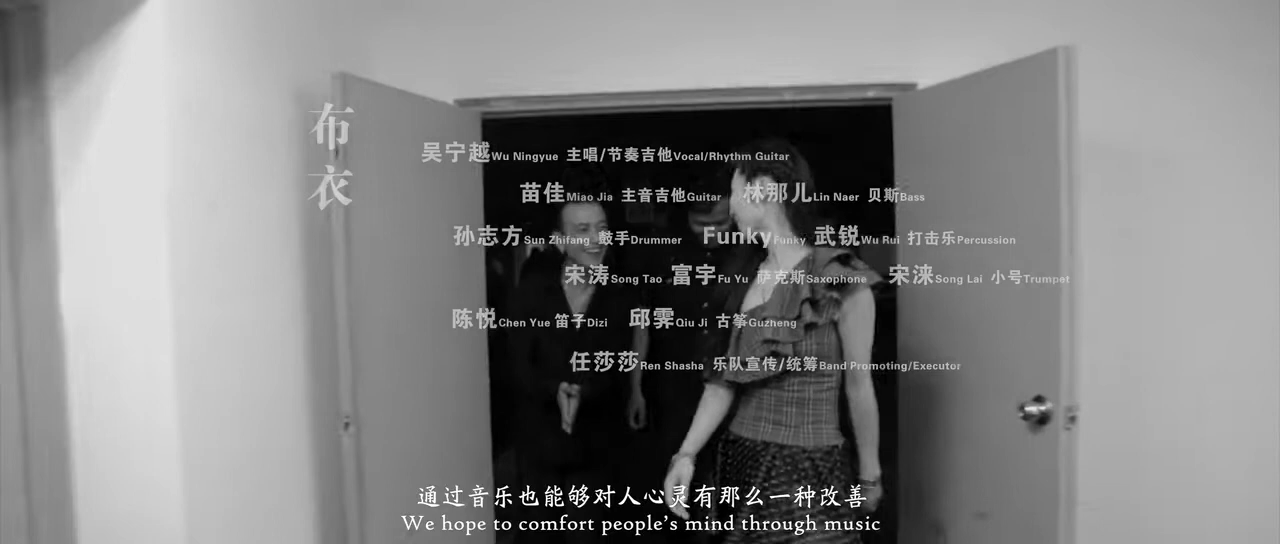 布衣
吴宁越Wu Ningyue 主唱/节奏吉他Vocal/Rhythm Guitar
苗佳Miao Jia 主音吉他Guitar 林那儿Lin Naer 贝斯Bass
孙志方Sun Zhifang 鼓手Drummer Funky Funky 武锐Wu Rui 打击乐Percussion
宋涛Song Tao 富宇Fu Yu 萨克斯Saxophone 宋涞Song Lai 小号Trumpet
陈悦Chen Yue 笛子Dizi 邱霁Qiu Ji 古筝Guzheng
任莎莎Ren Shasha 乐队宣传/统筹Band Promoting/Executor
通过音乐也能够对人心灵有那么一种改善
We hope to comfort people's mind through music